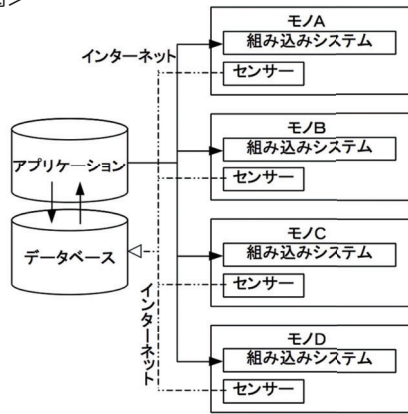 図＞
インターネット
アプリケーション
データベース
インターネット
モノA
組み込みシステム
センサー
モノB
組み込みシステム
センサー
モノC
組み込みシステム
センサー
モノD
組み込みシステム
センサー